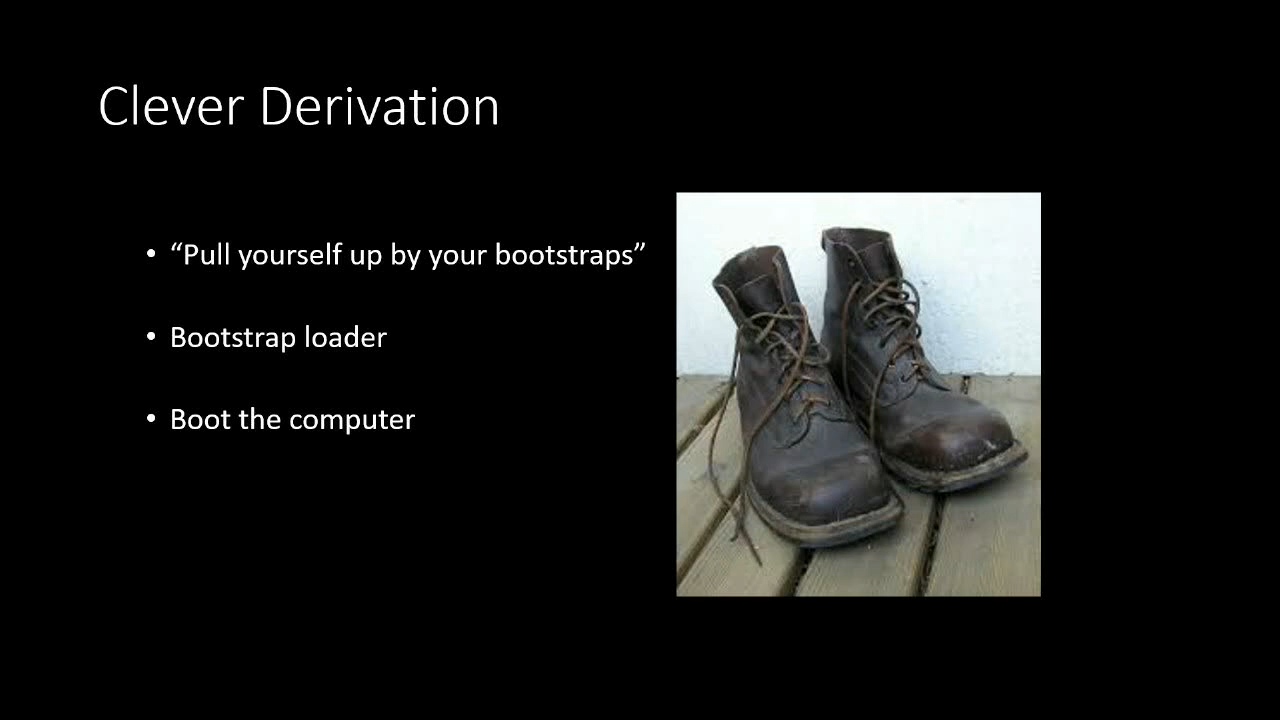 Clever Derivation
• “Pull yourself up by your bootstraps”
• Bootstrap loader
• Boot the computer